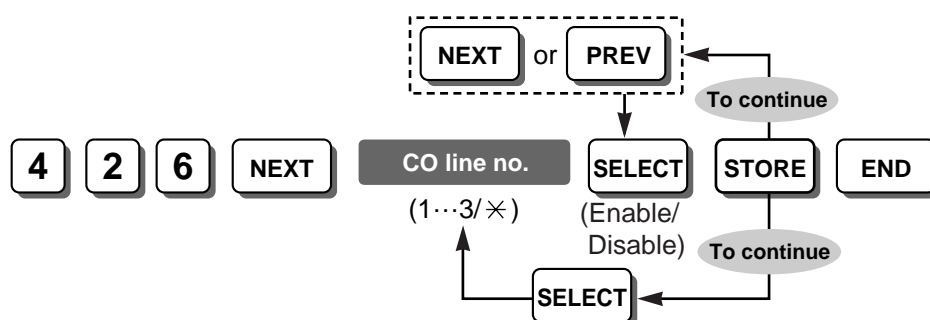 NEXT or PREV
To continue
4 2 6 NEXT CO line no. SELECT STORE END
(1···3/✳) (Enable/
Disable)
To continue
SELECT